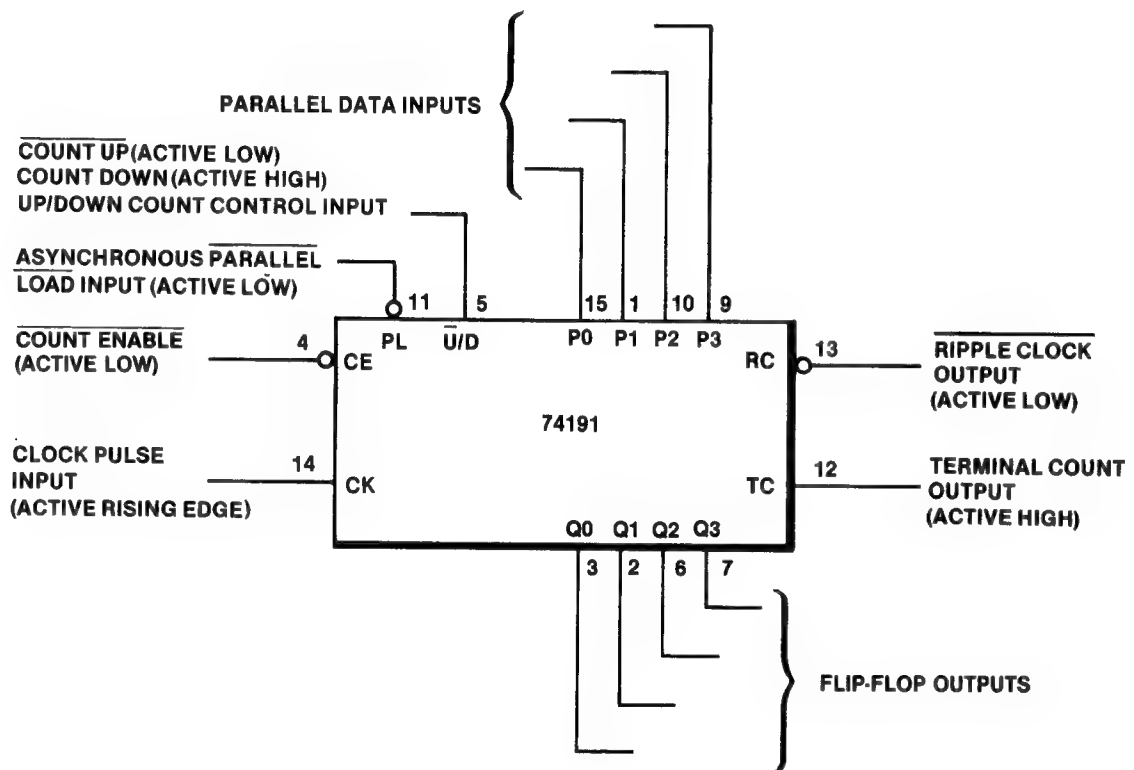 PARALLEL DATA INPUTS
COUNT UP (ACTIVE LOW)
COUNT DOWN (ACTIVE HIGH)
UP/DOWN COUNT CONTROL INPUT
ASYNCHRONOUS PARALLEL
LOAD INPUT (ACTIVE LOW)
11 5 15 1 10 9
PL U̅/D P0 P1 P2 P3
COUNT ENABLE
(ACTIVE LOW)
4
CE
RC
13
RIPPLE CLOCK
OUTPUT
(ACTIVE LOW)
74191
CLOCK PULSE
INPUT
(ACTIVE RISING EDGE)
14
CK
TC
12
TERMINAL COUNT
OUTPUT
(ACTIVE HIGH)
Q0 Q1 Q2 Q3
3 2 6 7
FLIP-FLOP OUTPUTS